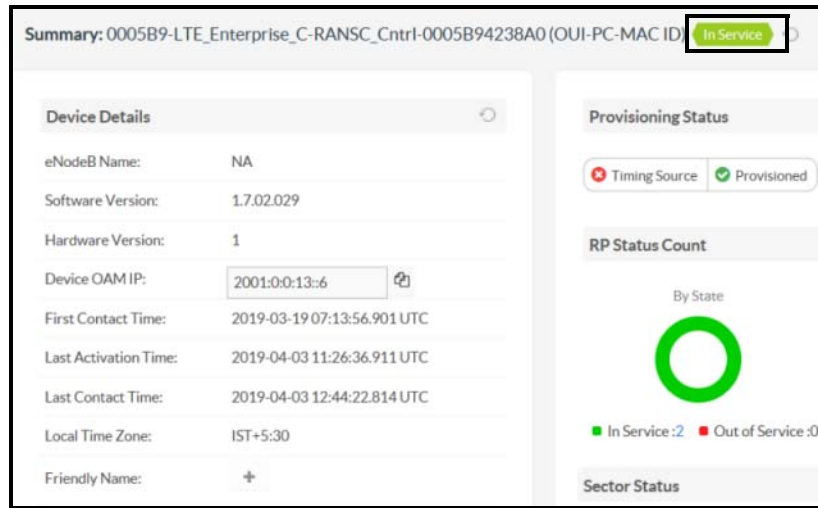 Summary: 0005B9-LTE_Enterprise_C-RANSC_Cntrl-0005B94238A0 (OUI-PC-MAC ID) In Service
Device Details
eNodeB Name: NA
Software Version: 1.7.02.029
Hardware Version: 1
Device OAM IP: 2001:0:0:13::6
First Contact Time: 2019-03-19 07:13:56.901 UTC
Last Activation Time: 2019-04-03 11:26:36.911 UTC
Last Contact Time: 2019-04-03 12:44:22.814 UTC
Local Time Zone: IST+5:30
Friendly Name: +
Provisioning Status
Timing Source Provisioned
RP Status Count
By State
In Service :2 Out of Service :0
Sector Status